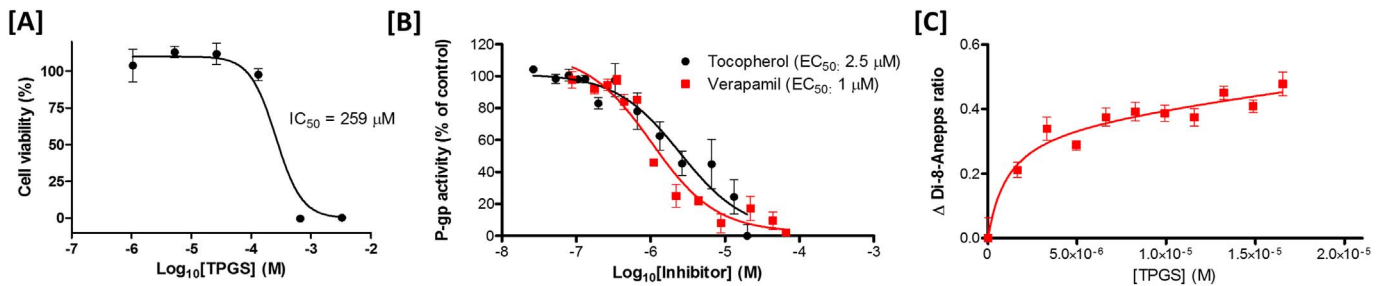 [A]
Cell viability (%)
100
50
0
IC50 = 259 μM
-7 -6 -5 -4 -3 -2
Log10[TPGS] (M)
[B]
P-gp activity (% of control)
120
100
80
60
40
20
0
Tocopherol (EC50: 2.5 μM)
Verapamil (EC50: 1 μM)
-8 -7 -6 -5 -4 -3
Log10[Inhibitor] (M)
[C]
Δ Di-8-Anepps ratio
0.6
0.4
0.2
0.0
0 5.0×10-6 1.0×10-5 1.5×10-5 2.0×10-5
[TPGS] (M)